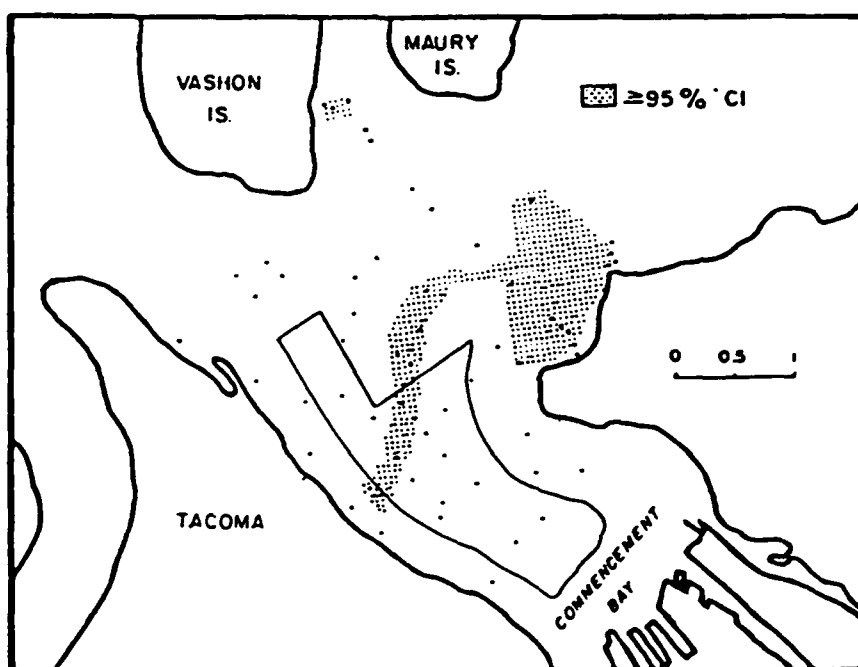 VASHON
IS.
MAURY
IS.
≥95% CI
0 0.5 1
TACOMA
COMMENCEMENT
BAY